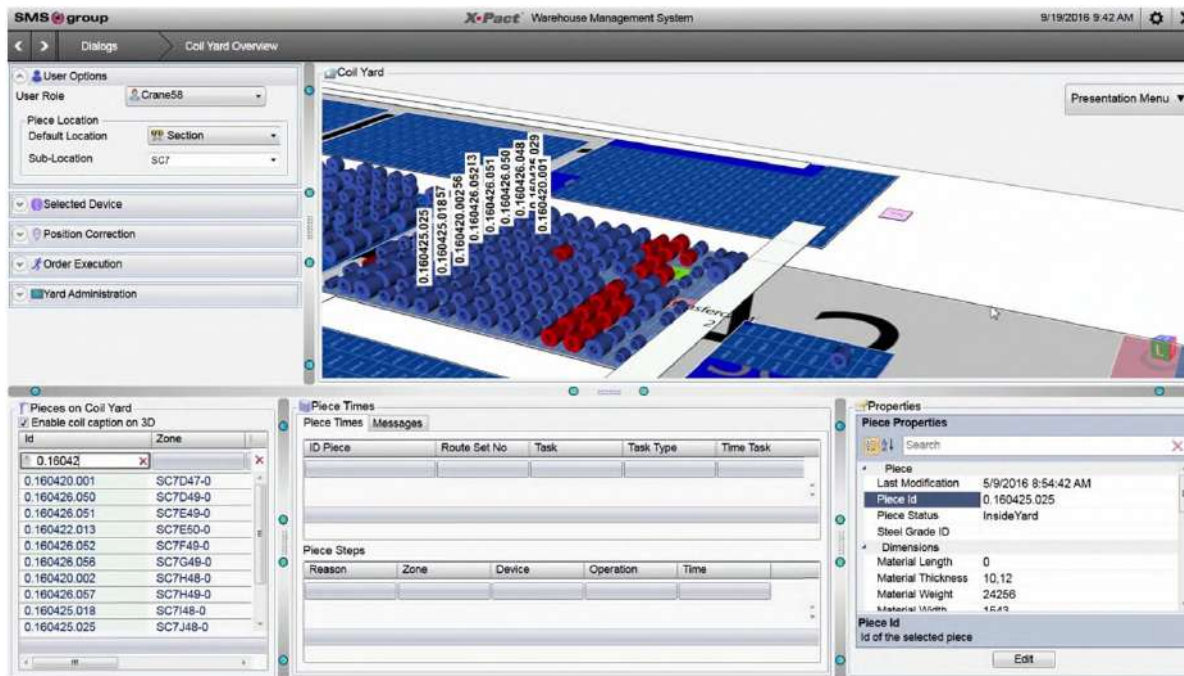 SMS group
X-Pact Warehouse Management System
9/19/2016 9:42 AM
Dialogs
Coil Yard Overview
User Options
User Role
Crane58
Piece Location
Default Location
Section
Sub-Location
SC7
Selected Device
Position Correction
Order Execution
Yard Administration
Coil Yard
Presentation Menu
0.160425.025
0.160425.018
0.160420.002
0.160426.052
0.160426.051
0.160426.050
0.160426.048
0.160420.001
2
L
Pieces on Coil Yard
Enable coil caption on 3D
Id Zone
0.16042
0.160420.001 SC7D47-0
0.160426.050 SC7D49-0
0.160426.051 SC7E49-0
0.160422.013 SC7E50-0
0.160426.052 SC7F49-0
0.160426.056 SC7G49-0
0.160420.002 SC7H48-0
0.160426.057 SC7H49-0
0.160425.018 SC7I48-0
0.160425.025 SC7J48-0
Piece Times
Piece Times Messages
ID Piece Route Set No Task Task Type Time Task
Piece Steps
Reason Zone Device Operation Time
Properties
Piece Properties
Search
Piece
Last Modification 5/9/2016 8:54:42 AM
Piece Id 0.160425.025
Piece Status InsideYard
Steel Grade ID
Dimensions
Material Length 0
Material Thickness 10,12
Material Weight 24256
Material Width 1543
Piece Id
Id of the selected piece
Edit